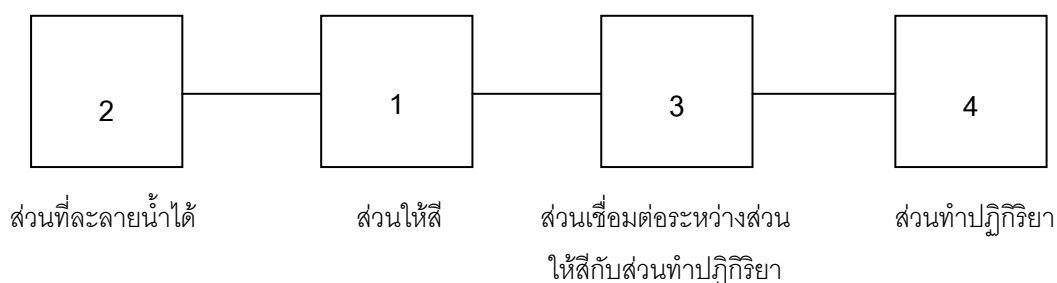 2 1 3 4
ส่วนที่ละลายน้ำได้ ส่วนให้สี ส่วนเชื่อมต่อระหว่างส่วน ส่วนทำปฏิกิริยา
ให้สีกับส่วนทำปฏิกิริยา